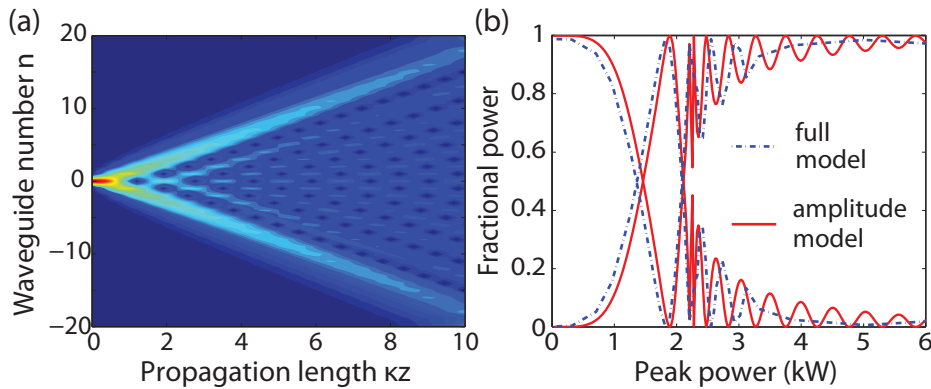 (a)
20
10
0
−10
−20
Waveguide number n
0 2 4 6 8 10
Propagation length κz
(b)
1
0.8
0.6
0.4
0.2
0
Fractional power
full
model
amplitude
model
0 1 2 3 4 5 6
Peak power (kW)